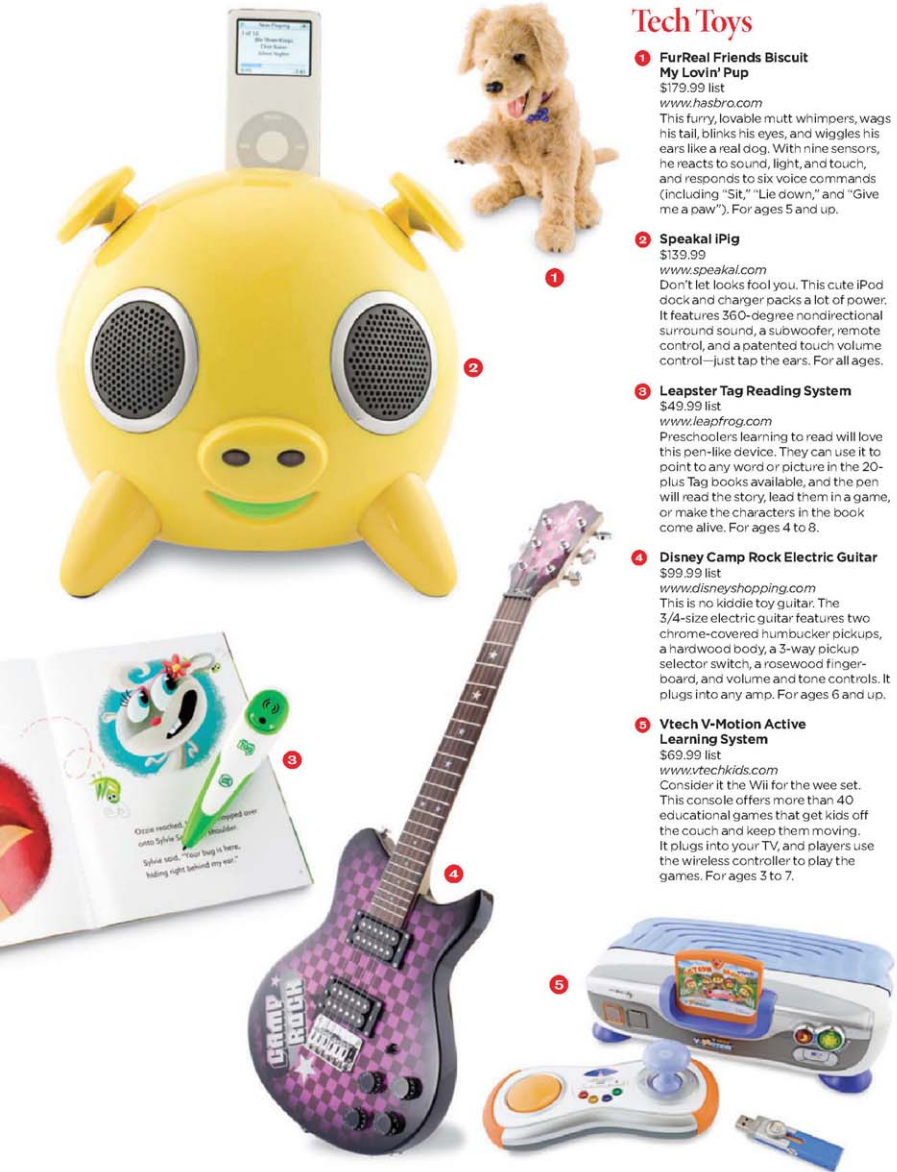 Tech Toys
1 FurReal Friends Biscuit
My Lovin' Pup
$179.99 list
www.hasbro.com
This furry, lovable mutt whimpers, wags
his tail, blinks his eyes, and wiggles his
ears like a real dog. With nine sensors,
he reacts to sound, light, and touch,
and responds to six voice commands
(including "Sit," "Lie down," and "Give
me a paw"). For ages 5 and up.
2 Speakal iPig
$139.99
www.speakal.com
Don't let looks fool you. This cute iPod
dock and charger packs a lot of power.
It features 360-degree nondirectional
surround sound, a subwoofer, remote
control, and a patented touch volume
control—just tap the ears. For all ages.
3 Leapster Tag Reading System
$49.99 list
www.leapfrog.com
Preschoolers learning to read will love
this pen-like device. They can use it to
point to any word or picture in the 20-
plus Tag books available, and the pen
will read the story, lead them in a game,
or make the characters in the book
come alive. For ages 4 to 8.
4 Disney Camp Rock Electric Guitar
$99.99 list
www.disneyshopping.com
This is no kiddie toy guitar. The
3/4-size electric guitar features two
chrome-covered humbucker pickups,
a hardwood body, a 3-way pickup
selector switch, a rosewood finger-
board, and volume and tone controls. It
plugs into any amp. For ages 6 and up.
5 Vtech V-Motion Active
Learning System
$69.99 list
www.vtechkids.com
Consider it the Wii for the wee set.
This console offers more than 40
educational games that get kids off
the couch and keep them moving.
It plugs into your TV, and players use
the wireless controller to play the
games. For ages 3 to 7.
Now Playing
1
2
3
Ozzie reached, over
onto Sylvie shoulder.
Sylvie said, "Your bug is here,
hiding right behind my ear."
4
CAMP
ROCK
5